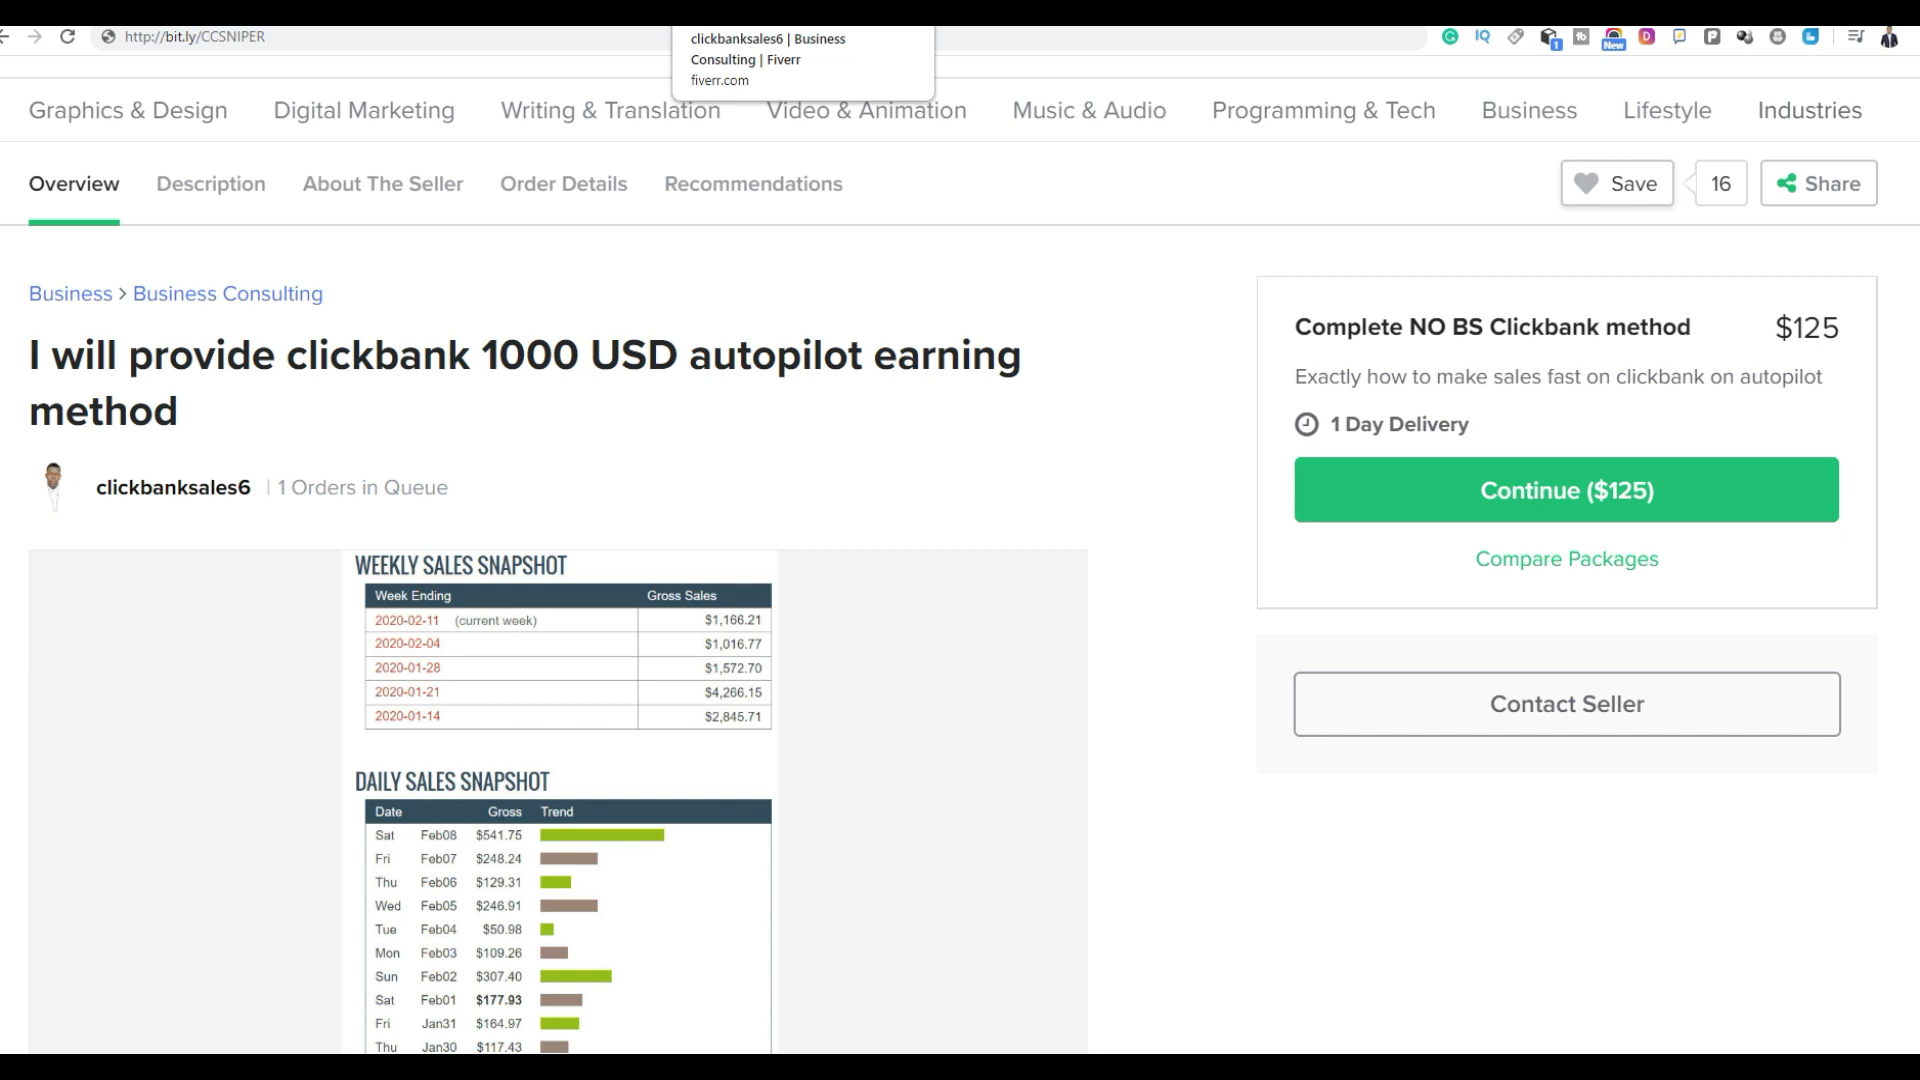 http://bit.ly/CCSNIPER
clickbanksales6 | Business
Consulting | Fiverr
fiverr.com
Graphics & Design Digital Marketing Writing & Translation Video & Animation Music & Audio Programming & Tech Business Lifestyle Industries
Overview Description About The Seller Order Details Recommendations Save 16 Share
Business > Business Consulting
I will provide clickbank 1000 USD autopilot earning
method
clickbanksales6 | 1 Orders in Queue
WEEKLY SALES SNAPSHOT
Week Ending Gross Sales
2020-02-11 (current week) $1,166.21
2020-02-04 $1,016.77
2020-01-28 $1,572.70
2020-01-21 $4,266.15
2020-01-14 $2,845.71
DAILY SALES SNAPSHOT
Date Gross Trend
Sat Feb08 $541.75
Fri Feb07 $248.24
Thu Feb06 $129.31
Wed Feb05 $246.91
Tue Feb04 $50.98
Mon Feb03 $109.26
Sun Feb02 $307.40
Sat Feb01 $177.93
Fri Jan31 $164.97
Thu Jan30 $117.43
Complete NO BS Clickbank method $125
Exactly how to make sales fast on clickbank on autopilot
1 Day Delivery
Continue ($125)
Compare Packages
Contact Seller
IQ
1
New
D
P